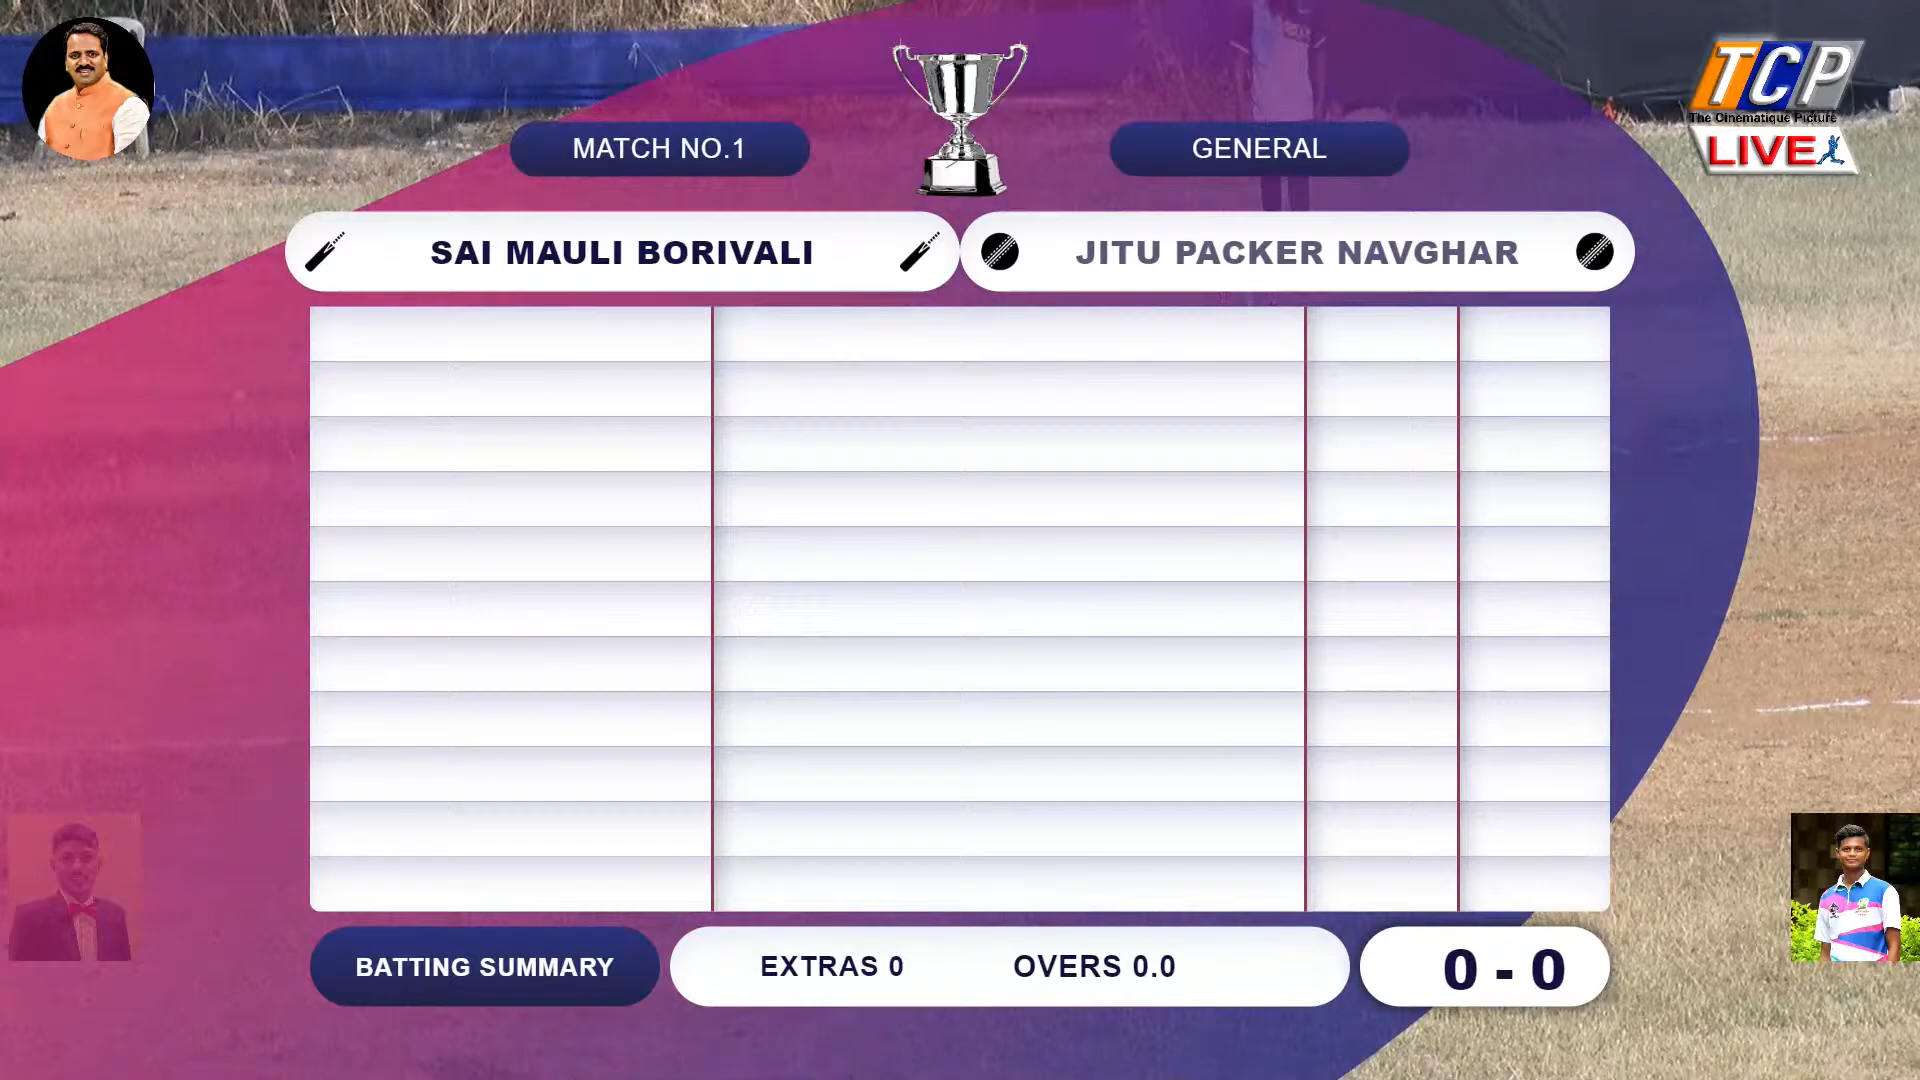 TCP
The Cinematique Picture
LIVE
MATCH NO.1
GENERAL
SAI MAULI BORIVALI
JITU PACKER NAVGHAR
BATTING SUMMARY
EXTRAS 0
OVERS 0.0
0 - 0